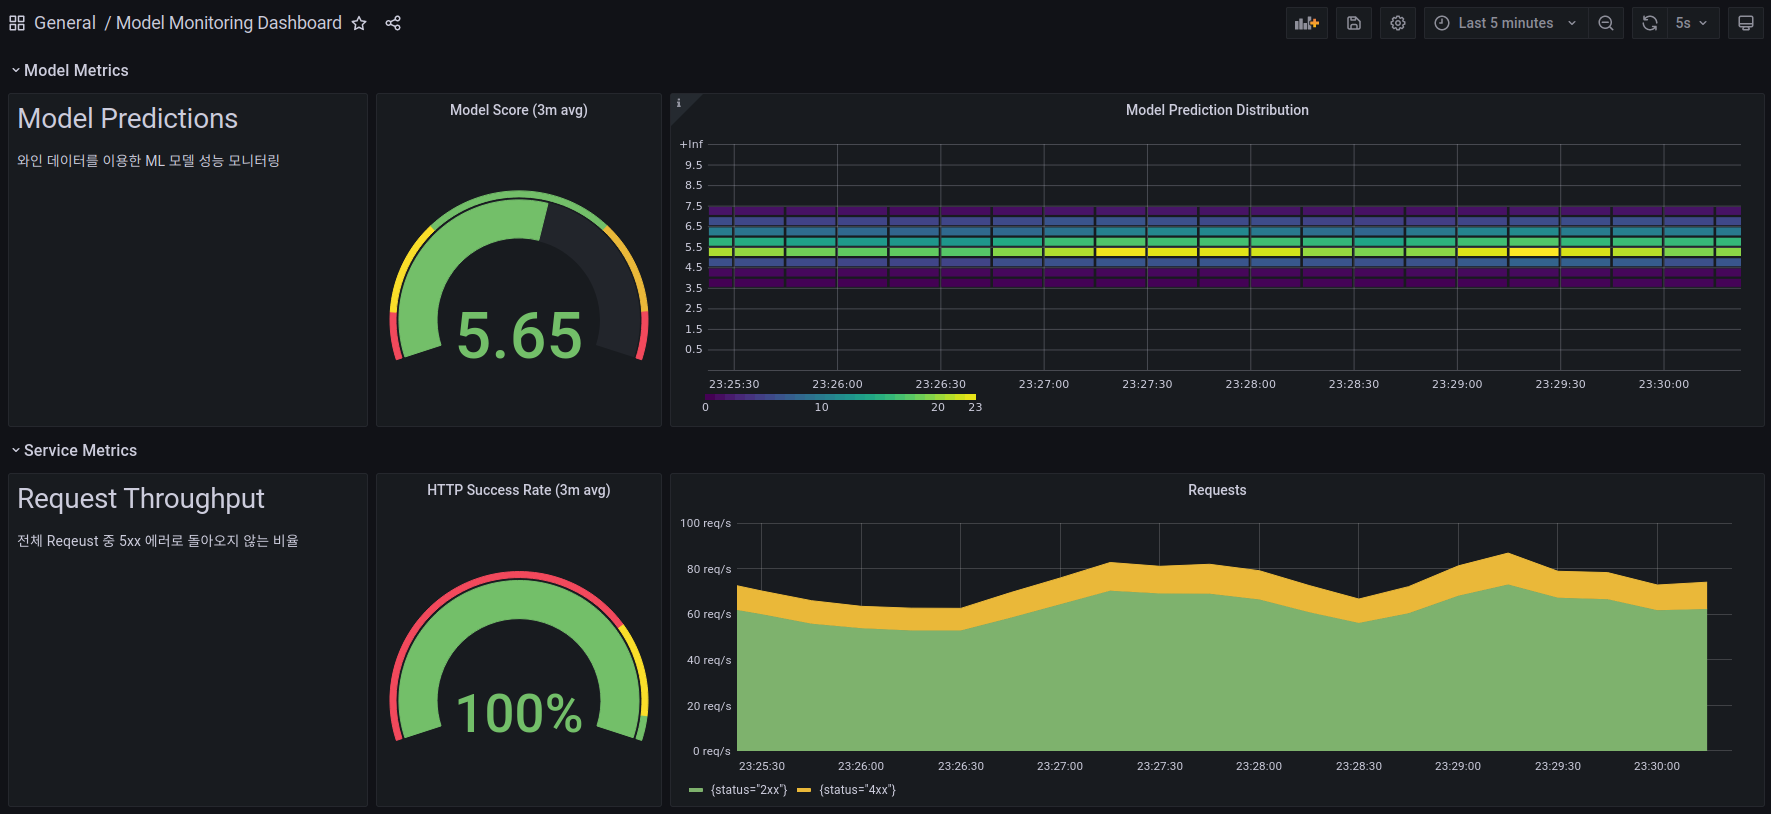 General / Model Monitoring Dashboard
Last 5 minutes
5s
Model Metrics
Model Predictions
와인 데이터를 이용한 ML 모델 성능 모니터링
Model Score (3m avg)
5.65
i
Model Prediction Distribution
+Inf
9.5
8.5
7.5
6.5
5.5
4.5
3.5
2.5
1.5
0.5
23:25:30 23:26:00 23:26:30 23:27:00 23:27:30 23:28:00 23:28:30 23:29:00 23:29:30 23:30:00
0 10 20 23
Service Metrics
Request Throughput
전체 Reqeust 중 5xx 에러로 돌아오지 않는 비율
HTTP Success Rate (3m avg)
100%
Requests
100 req/s
80 req/s
60 req/s
40 req/s
20 req/s
0 req/s
23:25:30 23:26:00 23:26:30 23:27:00 23:27:30 23:28:00 23:28:30 23:29:00 23:29:30 23:30:00
{status="2xx"} {status="4xx"}